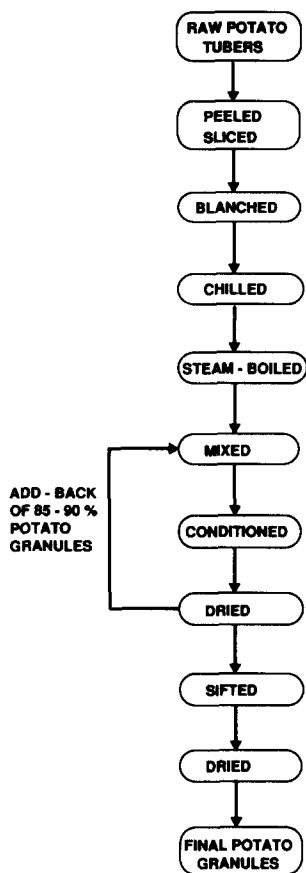 RAW POTATO
TUBERS
PEELED
SLICED
BLANCHED
CHILLED
STEAM - BOILED
MIXED
ADD - BACK
OF 85 - 90 %
POTATO
GRANULES
CONDITIONED
DRIED
SIFTED
DRIED
FINAL POTATO
GRANULES